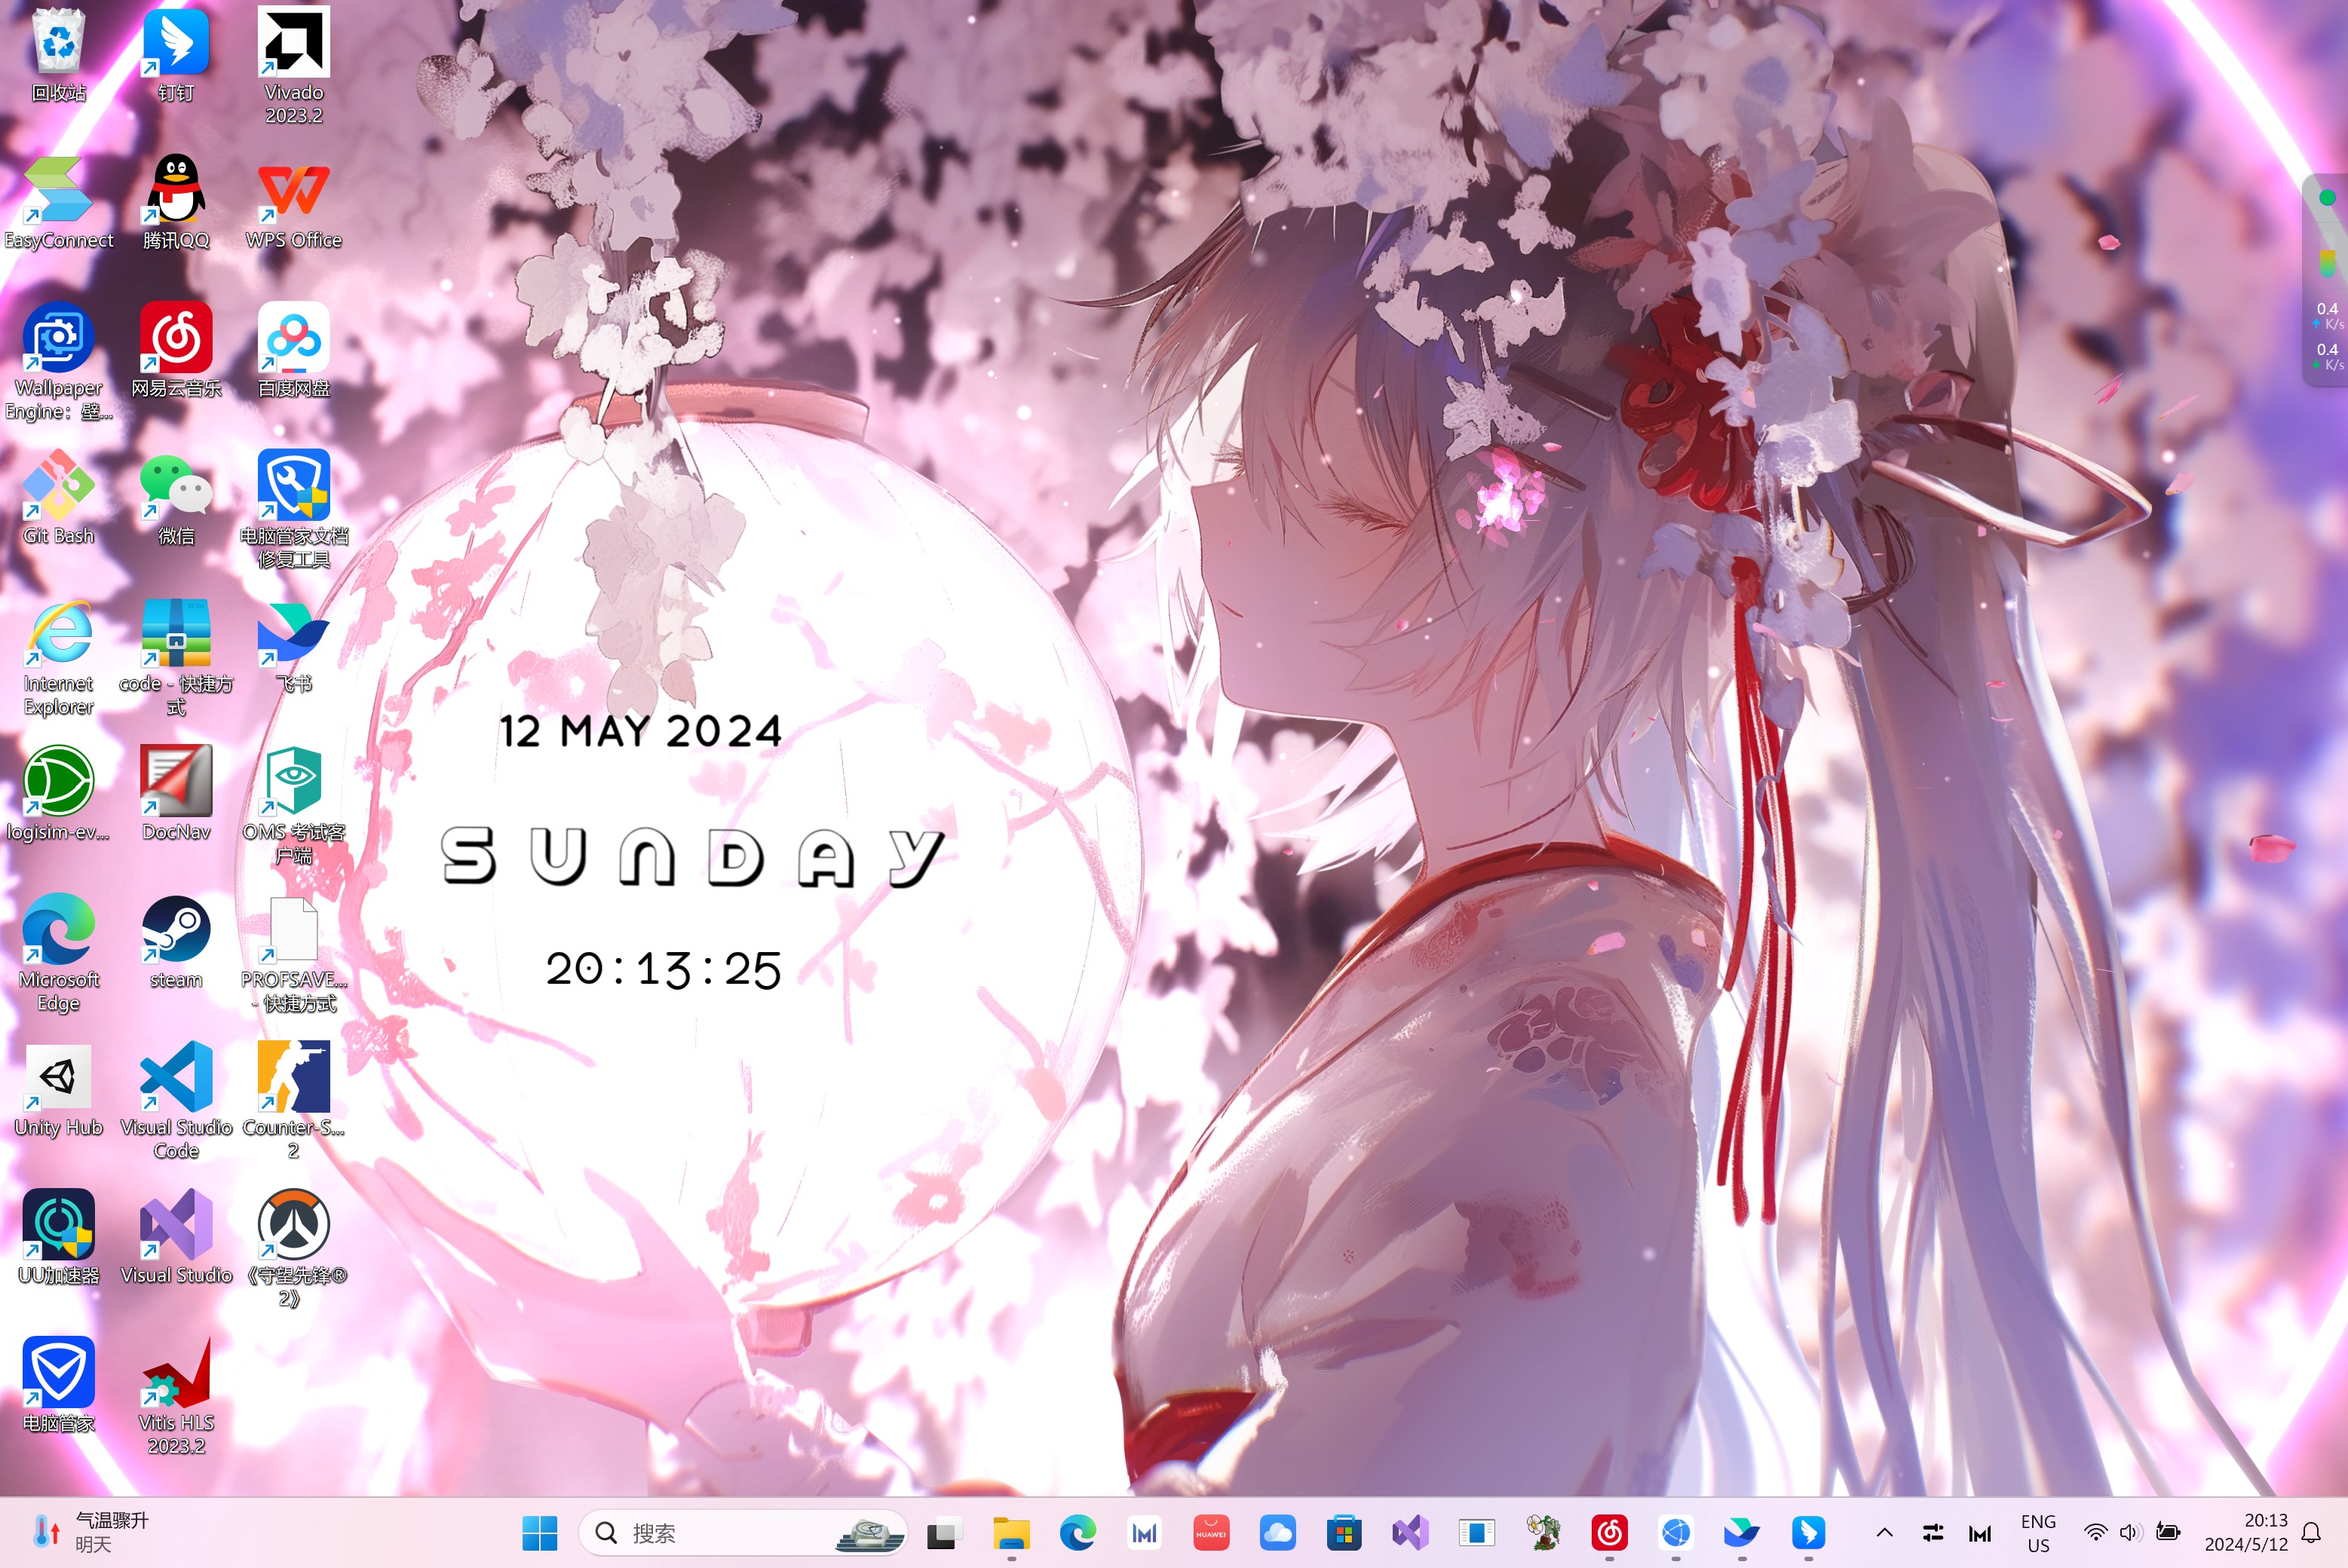 回收站
钉钉
Vivado
2023.2
EasyConnect
腾讯QQ
WPS Office
Wallpaper
Engine：壁...
网易云音乐
百度网盘
Git Bash
微信
电脑管家文档
修复工具
Internet
Explorer
code - 快捷方
式
飞书
logisim-ev...
DocNav
OMS 考试客
户端
Microsoft
Edge
steam
PROFSAVE...
- 快捷方式
Unity Hub
Visual Studio
Code
Counter-S...
2
UU加速器
Visual Studio
《守望先锋®
2》
电脑管家
Vitis HLS
2023.2
12 MAY 2024
SUNDAY
20:13:25
0.4
K/s
0.4
K/s
气温骤升
明天
搜索
HUAWEI
ENG
US
20:13
2024/5/12